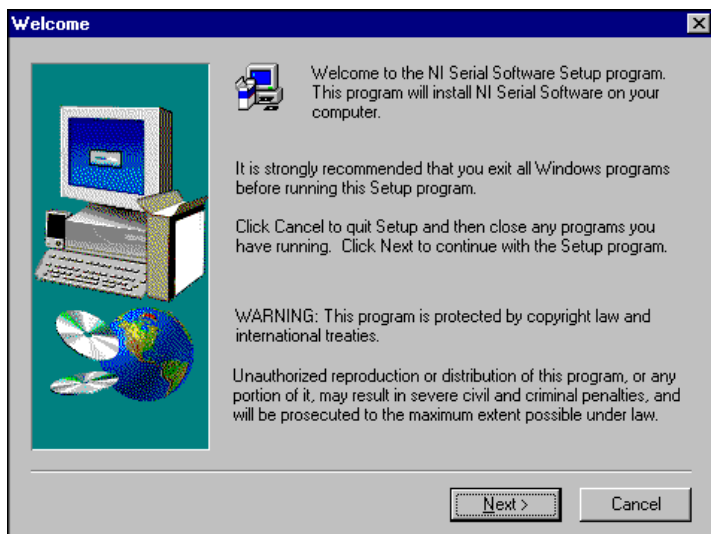 Welcome
Welcome to the NI Serial Software Setup program.
This program will install NI Serial Software on your
computer.
It is strongly recommended that you exit all Windows programs
before running this Setup program.
Click Cancel to quit Setup and then close any programs you
have running.  Click Next to continue with the Setup program.
WARNING: This program is protected by copyright law and
international treaties.
Unauthorized reproduction or distribution of this program, or any
portion of it, may result in severe civil and criminal penalties, and
will be prosecuted to the maximum extent possible under law.
Next > Cancel